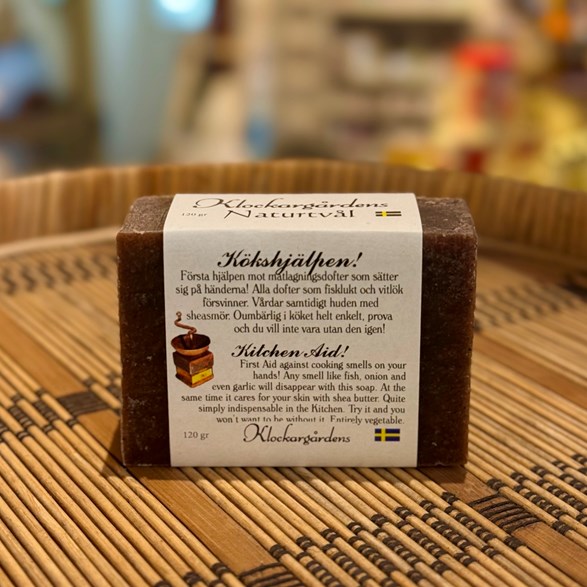 Klockargårdens
120 gr Naturtvål
Kökshjälpen!
Första hjälpen mot matlagningsdofter som sätter
sig på händerna! Alla dofter som fisklukt och vitlök
försvinner. Vårdar samtidigt huden med
sheasmör. Oumbärlig i köket helt enkelt, prova
och du vill inte vara utan den igen!
Kitchen Aid!
First Aid against cooking smells on your
hands! Any smell like fish, onion and
even garlic will disappear with this soap. At the
same time it cares for your skin with shea butter. Quite
simply indispensable in the Kitchen. Try it and you
won't want to be without it. Entirely vegetable.
120 gr Klockargårdens